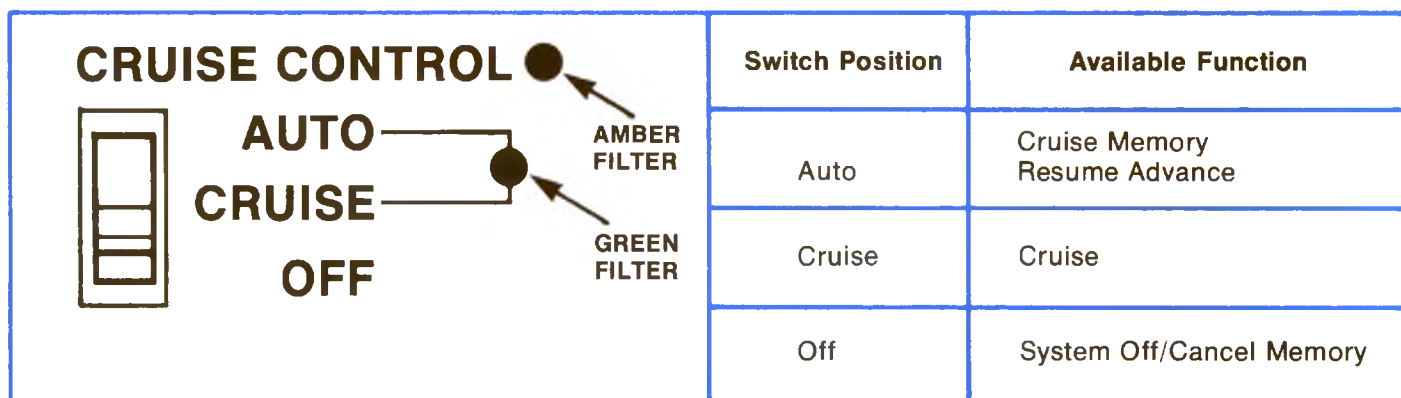 CRUISE CONTROL
AUTO
CRUISE
OFF
AMBER
FILTER
GREEN
FILTER
Switch Position Available Function
Auto Cruise Memory
Resume Advance
Cruise Cruise
Off System Off/Cancel Memory